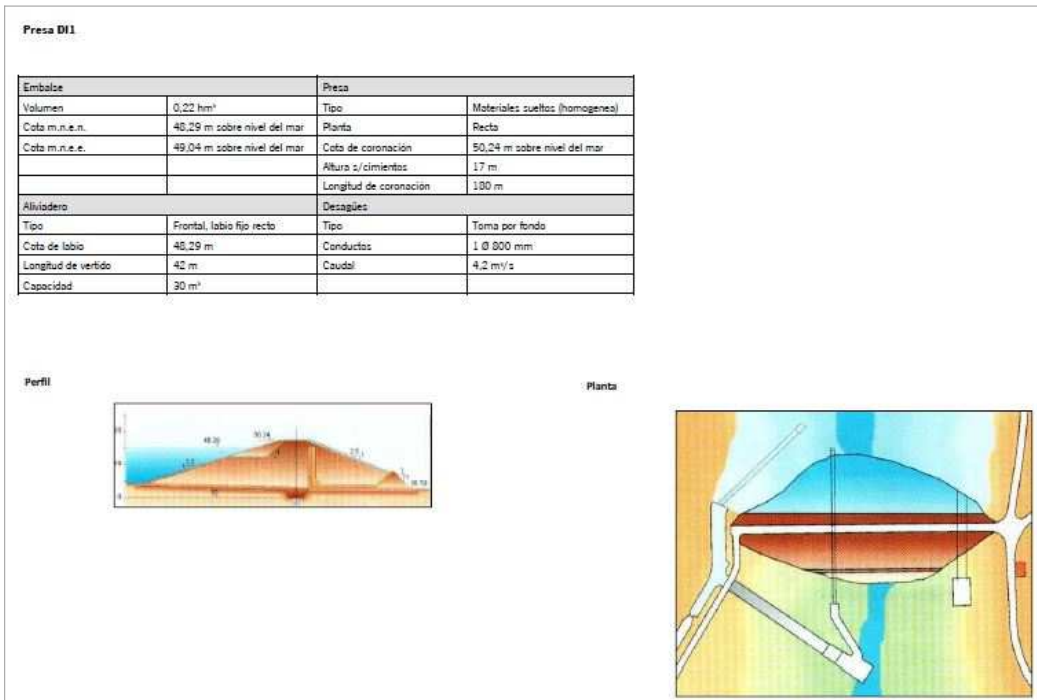 Presa DI1
Embalse Presa
Volumen 0,22 hm³ Tipo Materiales sueltos (homogenea)
Cota m.n.e.n. 48,29 m sobre nivel del mar Planta Recta
Cota m.n.e.e. 49,04 m sobre nivel del mar Cota de coronación 50,24 m sobre nivel del mar
Altura s/cimientos 17 m
Longitud de coronación 180 m
Aliviadero Desagües
Tipo Frontal, labio fijo recto Tipo Toma por fondo
Cota de labio 48,29 m Conductos 1 Ø 800 mm
Longitud de vertido 42 m Caudal 4,2 m³/s
Capacidad 30 m³
Perfil Planta
50.24
48.29